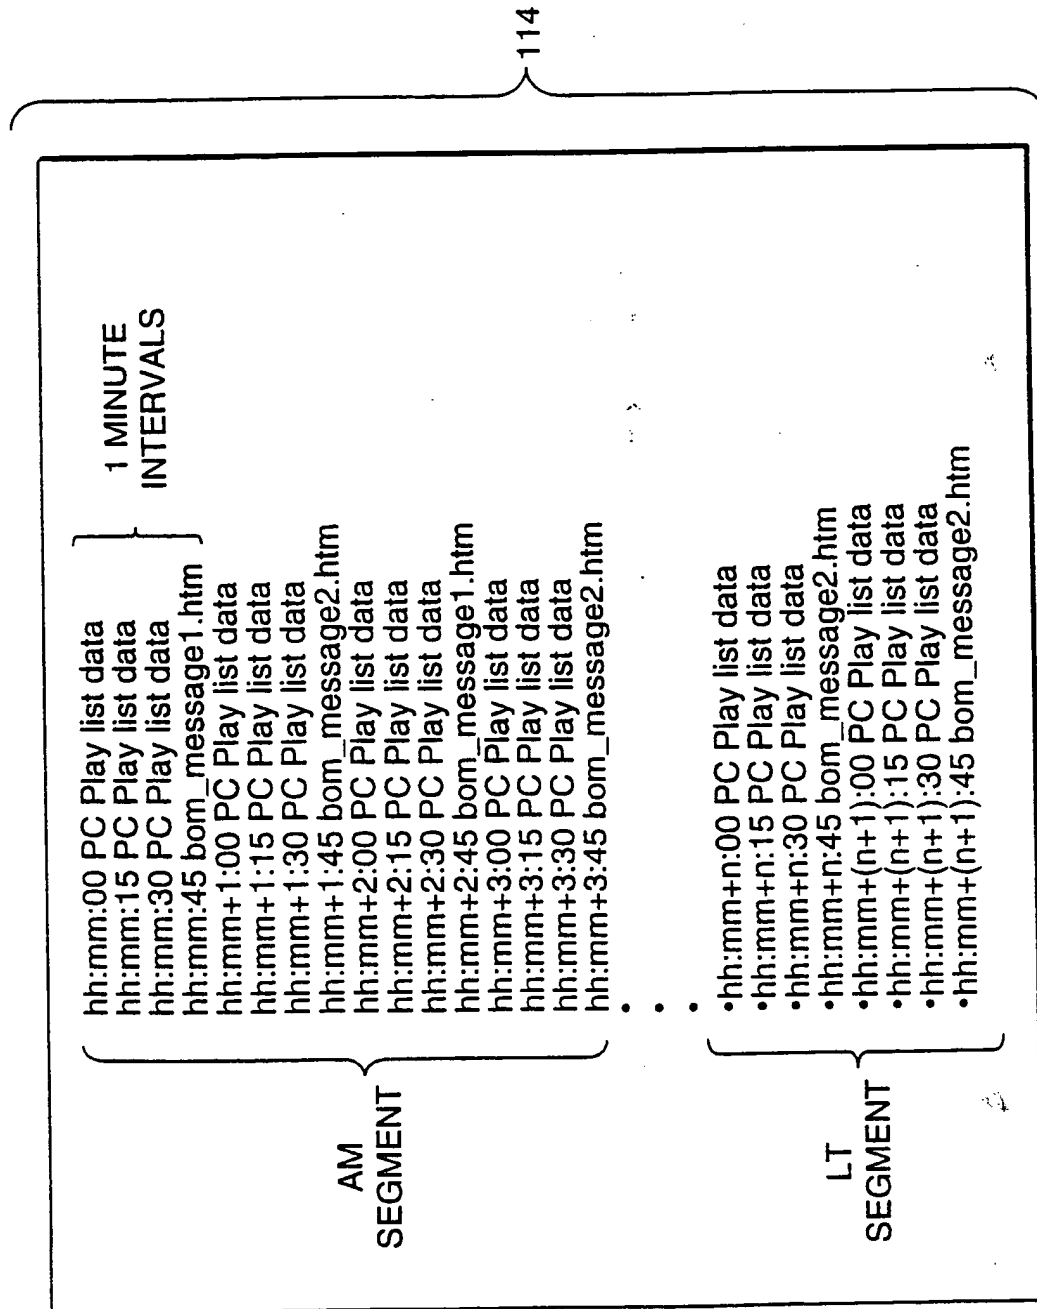 hh:mm:00 PC Play list data
hh:mm:15 PC Play list data
hh:mm:30 PC Play list data
hh:mm:45 bom_message1.htm
1 MINUTE
INTERVALS
hh:mm+1:00 PC Play list data
hh:mm+1:15 PC Play list data
hh:mm+1:30 PC Play list data
hh:mm+1:45 bom_message2.htm
hh:mm+2:00 PC Play list data
hh:mm+2:15 PC Play list data
hh:mm+2:30 PC Play list data
hh:mm+2:45 bom_message1.htm
hh:mm+3:00 PC Play list data
hh:mm+3:15 PC Play list data
hh:mm+3:30 PC Play list data
hh:mm+3:45 bom_message2.htm
AM
SEGMENT
•
•
•
•hh:mm+n:00 PC Play list data
•hh:mm+n:15 PC Play list data
•hh:mm+n:30 PC Play list data
•hh:mm+n:45 bom_message2.htm
•hh:mm+(n+1):00 PC Play list data
•hh:mm+(n+1):15 PC Play list data
•hh:mm+(n+1):30 PC Play list data
•hh:mm+(n+1):45 bom_message2.htm
LT
SEGMENT
114